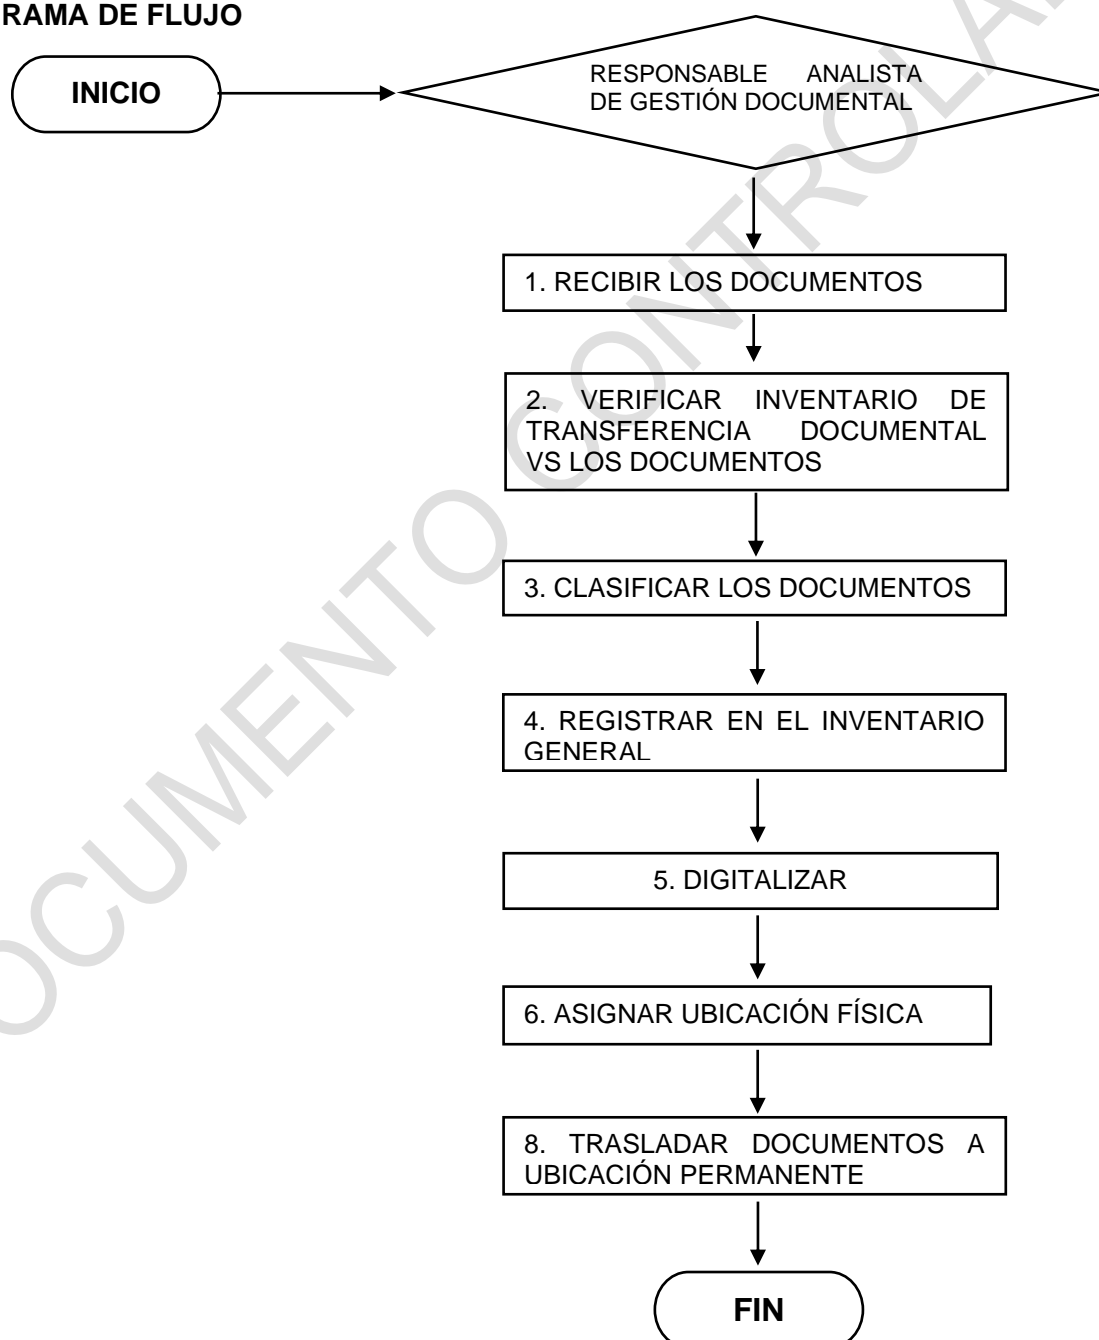 RAMA DE FLUJO
INICIO
RESPONSABLE ANALISTA
DE GESTIÓN DOCUMENTAL
1. RECIBIR LOS DOCUMENTOS
2. VERIFICAR INVENTARIO DE
TRANSFERENCIA DOCUMENTAL
VS LOS DOCUMENTOS
3. CLASIFICAR LOS DOCUMENTOS
4. REGISTRAR EN EL INVENTARIO
GENERAL
5. DIGITALIZAR
6. ASIGNAR UBICACIÓN FÍSICA
8. TRASLADAR DOCUMENTOS A
UBICACIÓN PERMANENTE
FIN
OCUMENTO CONTROLA